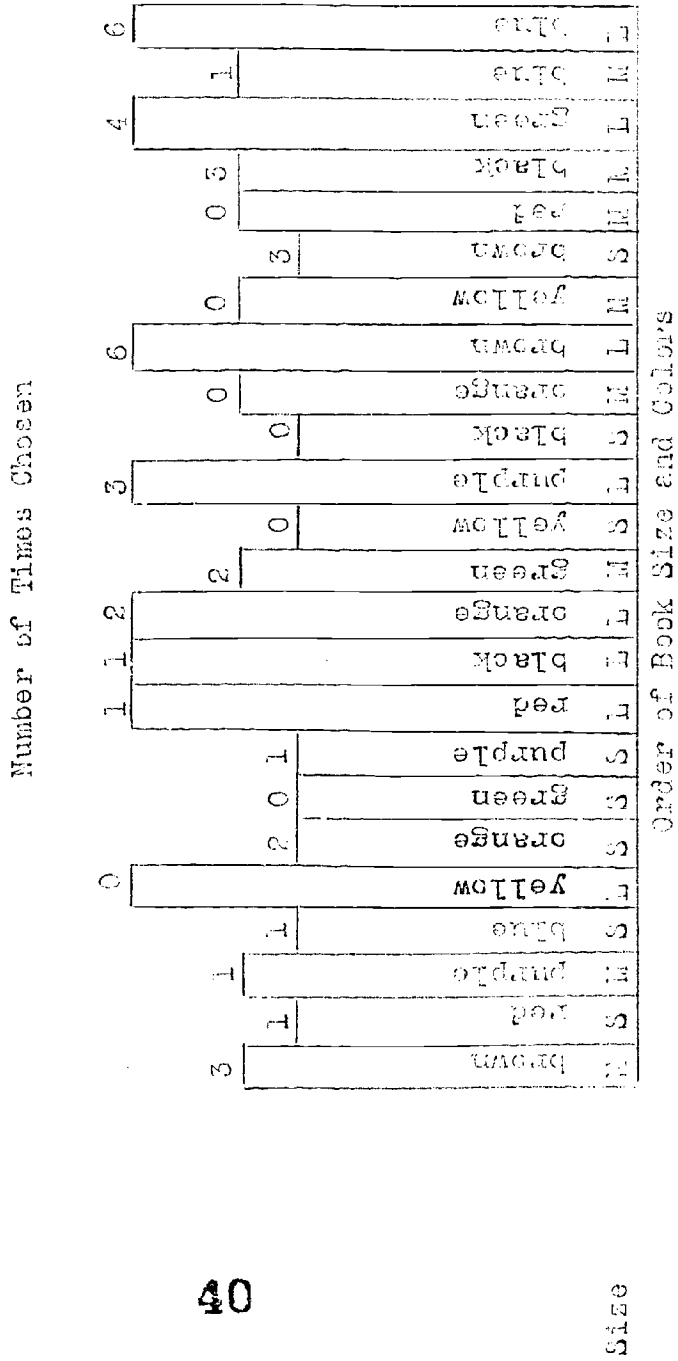 Number of Times Chosen
3 1 1 1 0 2 0 1 1 1 2 2 0 3 0 0 6 0 3 0 3 4 1 6
brown red purple blue yellow orange green purple red black orange green yellow purple black orange brown yellow brown red black green blue blue
Size M S M S L S S S L L L M S L S M L M S M M L M L
Order of Book Size and Colors
40